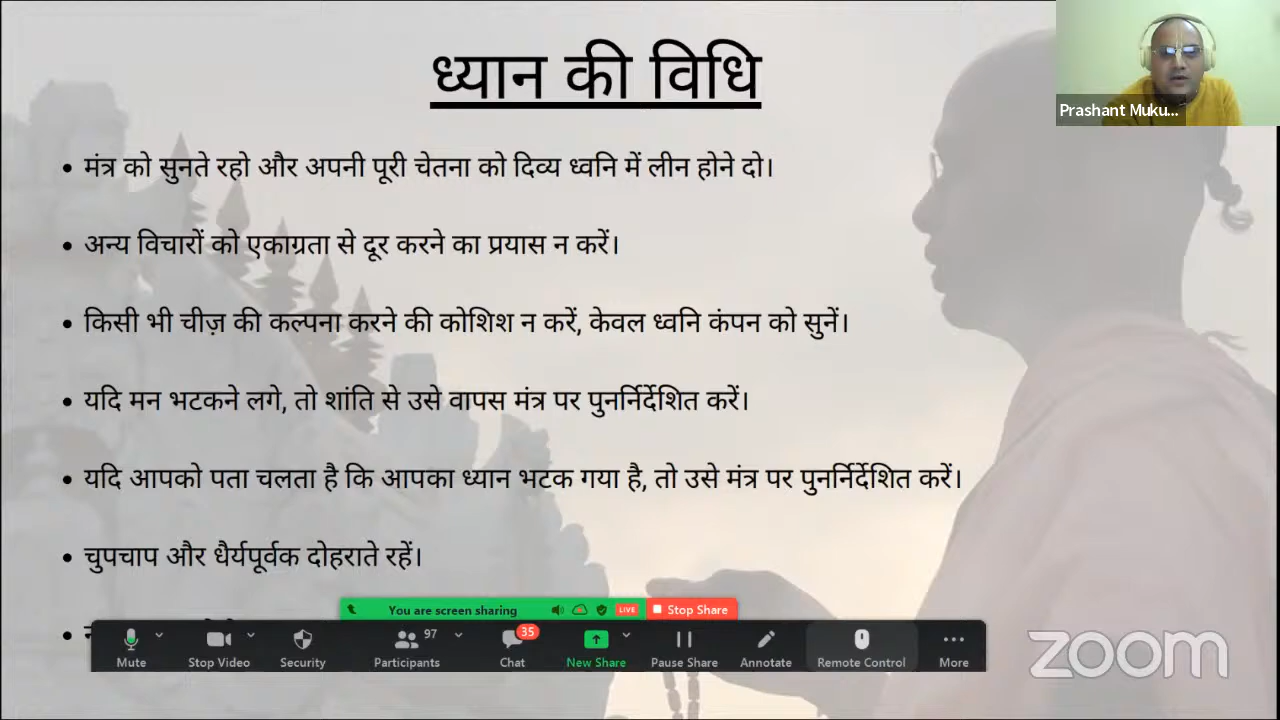 ध्यान की विधि
Prashant Muku...
• मंत्र को सुनते रहो और अपनी पूरी चेतना को दिव्य ध्वनि में लीन होने दो।
• अन्य विचारों को एकाग्रता से दूर करने का प्रयास न करें।
• किसी भी चीज़ की कल्पना करने की कोशिश न करें, केवल ध्वनि कंपन को सुनें।
• यदि मन भटकने लगे, तो शांति से उसे वापस मंत्र पर पुनर्निर्देशित करें।
• यदि आपको पता चलता है कि आपका ध्यान भटक गया है, तो उसे मंत्र पर पुनर्निर्देशित करें।
• चुपचाप और धैर्यपूर्वक दोहराते रहें।
You are screen sharing LIVE Stop Share
97 35
Mute Stop Video Security Participants Chat New Share Pause Share Annotate Remote Control More
zoom